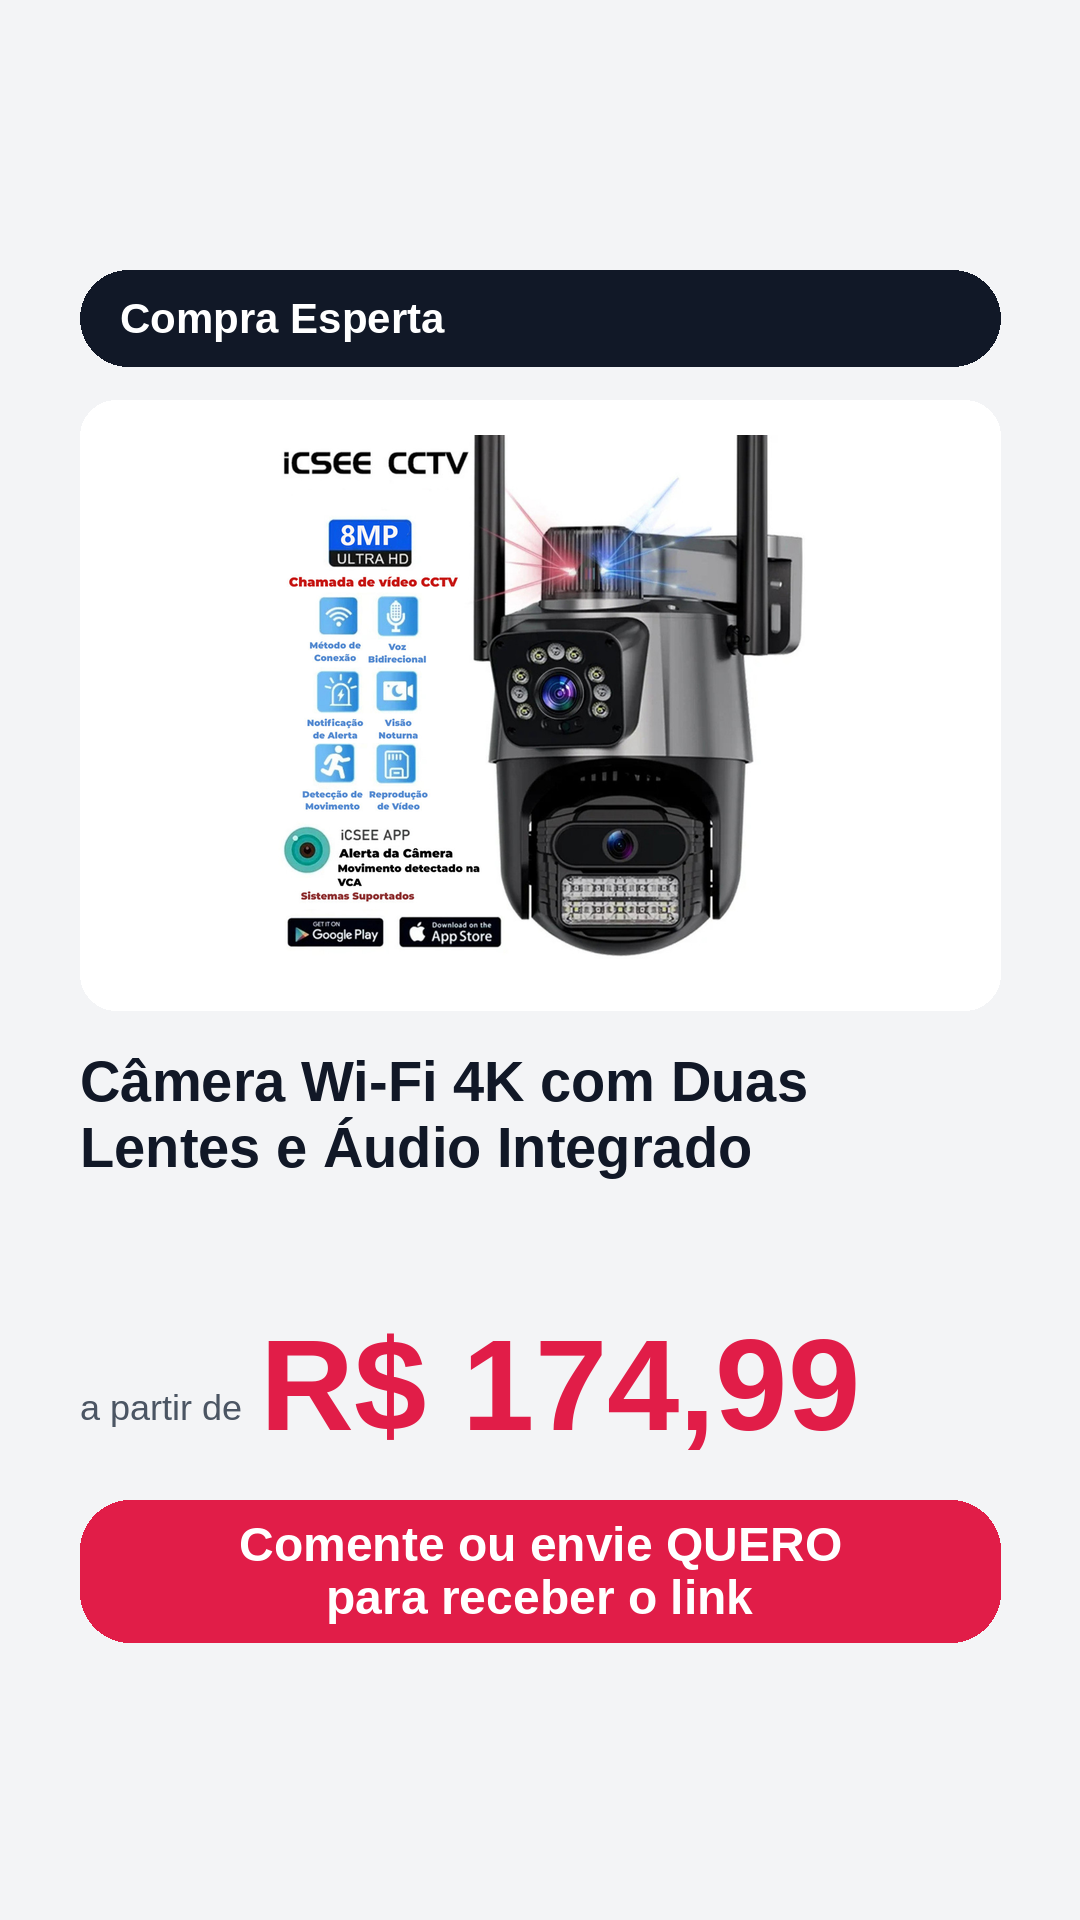 Compra Esperta
iCSEE CCTV
8MP
ULTRA HD
Chamada de vídeo CCTV
Método de Conexão
Voz Bidirecional
Notificação de Alerta
Visão Noturna
Detecção de Movimento
Reprodução de Vídeo
iCSEE APP
Alerta da Câmera
Movimento detectado na
VCA
Sistemas Suportados
GET IT ON
Google Play
Download on the
App Store
Câmera Wi-Fi 4K com Duas
Lentes e Áudio Integrado
a partir de R$ 174,99
Comente ou envie QUERO
para receber o link